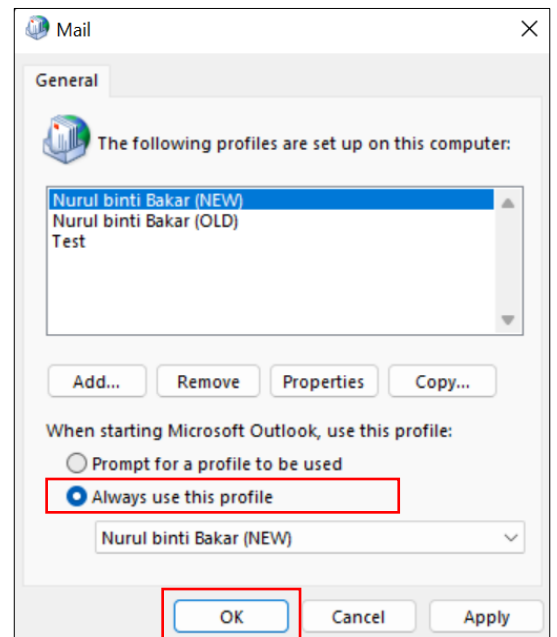 Mail
General
The following profiles are set up on this computer:
Nurul binti Bakar (NEW)
Nurul binti Bakar (OLD)
Test
Add... Remove Properties Copy...
When starting Microsoft Outlook, use this profile:
Prompt for a profile to be used
Always use this profile
Nurul binti Bakar (NEW)
OK Cancel Apply